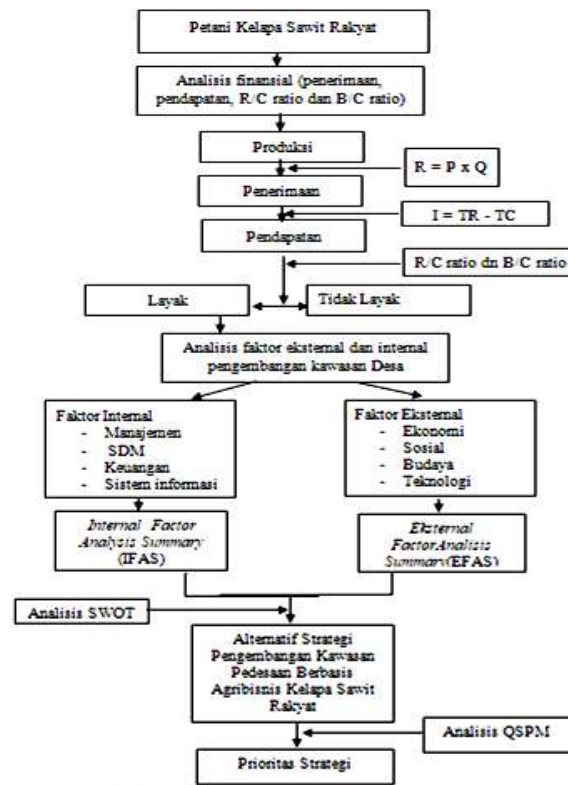 Petani Kelapa Sawit Rakyat
Analisis finansial (penerimaan,
pendapatan, R/C ratio dan B/C ratio)
Produksi
R = P x Q
Penerimaan
I = TR - TC
Pendapatan
R/C ratio dn B/C ratio
Layak
Tidak Layak
Analisis faktor eksternal dan internal
pengembangan kawasan Desa
Faktor Internal
- Manajemen
- SDM
- Keuangan
- Sistem informasi
Faktor Eksternal
- Ekonomi
- Sosial
- Budaya
- Teknologi
Internal Factor
Analysis Summary
(IFAS)
Eksternal
FactorAnalisis
Summary(EFAS)
Analisis SWOT
Alternatif Strategi
Pengembangan Kawasan
Pedesaan Berbasis
Agribisnis Kelapa Sawit
Rakyat
Analisis QSPM
Prioritas Strategi